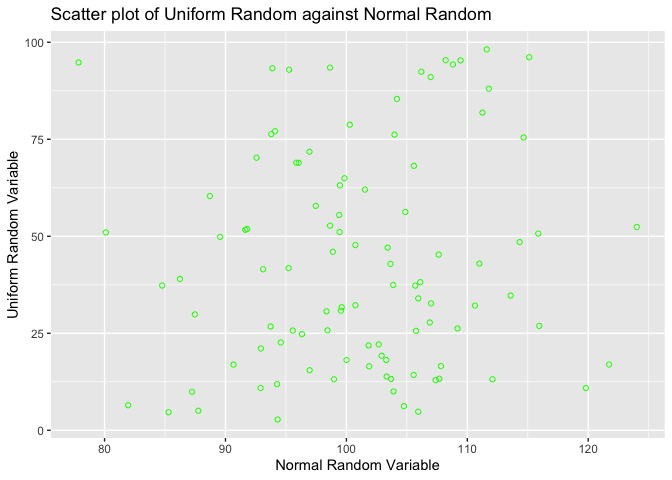 Scatter plot of Uniform Random against Normal Random
100
75
50
25
0
Uniform Random Variable
80 90 100 110 120
Normal Random Variable